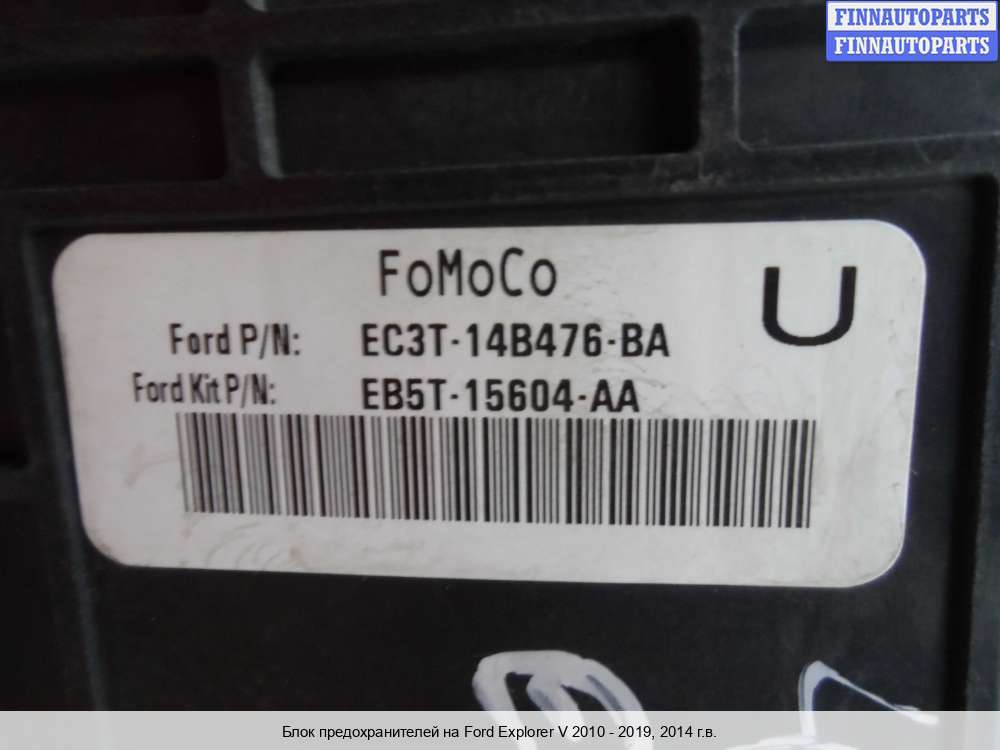 FINNAUTOPARTS
FINNAUTOPARTS
FoMoCo
U
Ford P/N: EC3T-14B476-BA
Ford Kit P/N: EB5T-15604-AA
Блок предохранителей на Ford Explorer V 2010 - 2019, 2014 г.в.